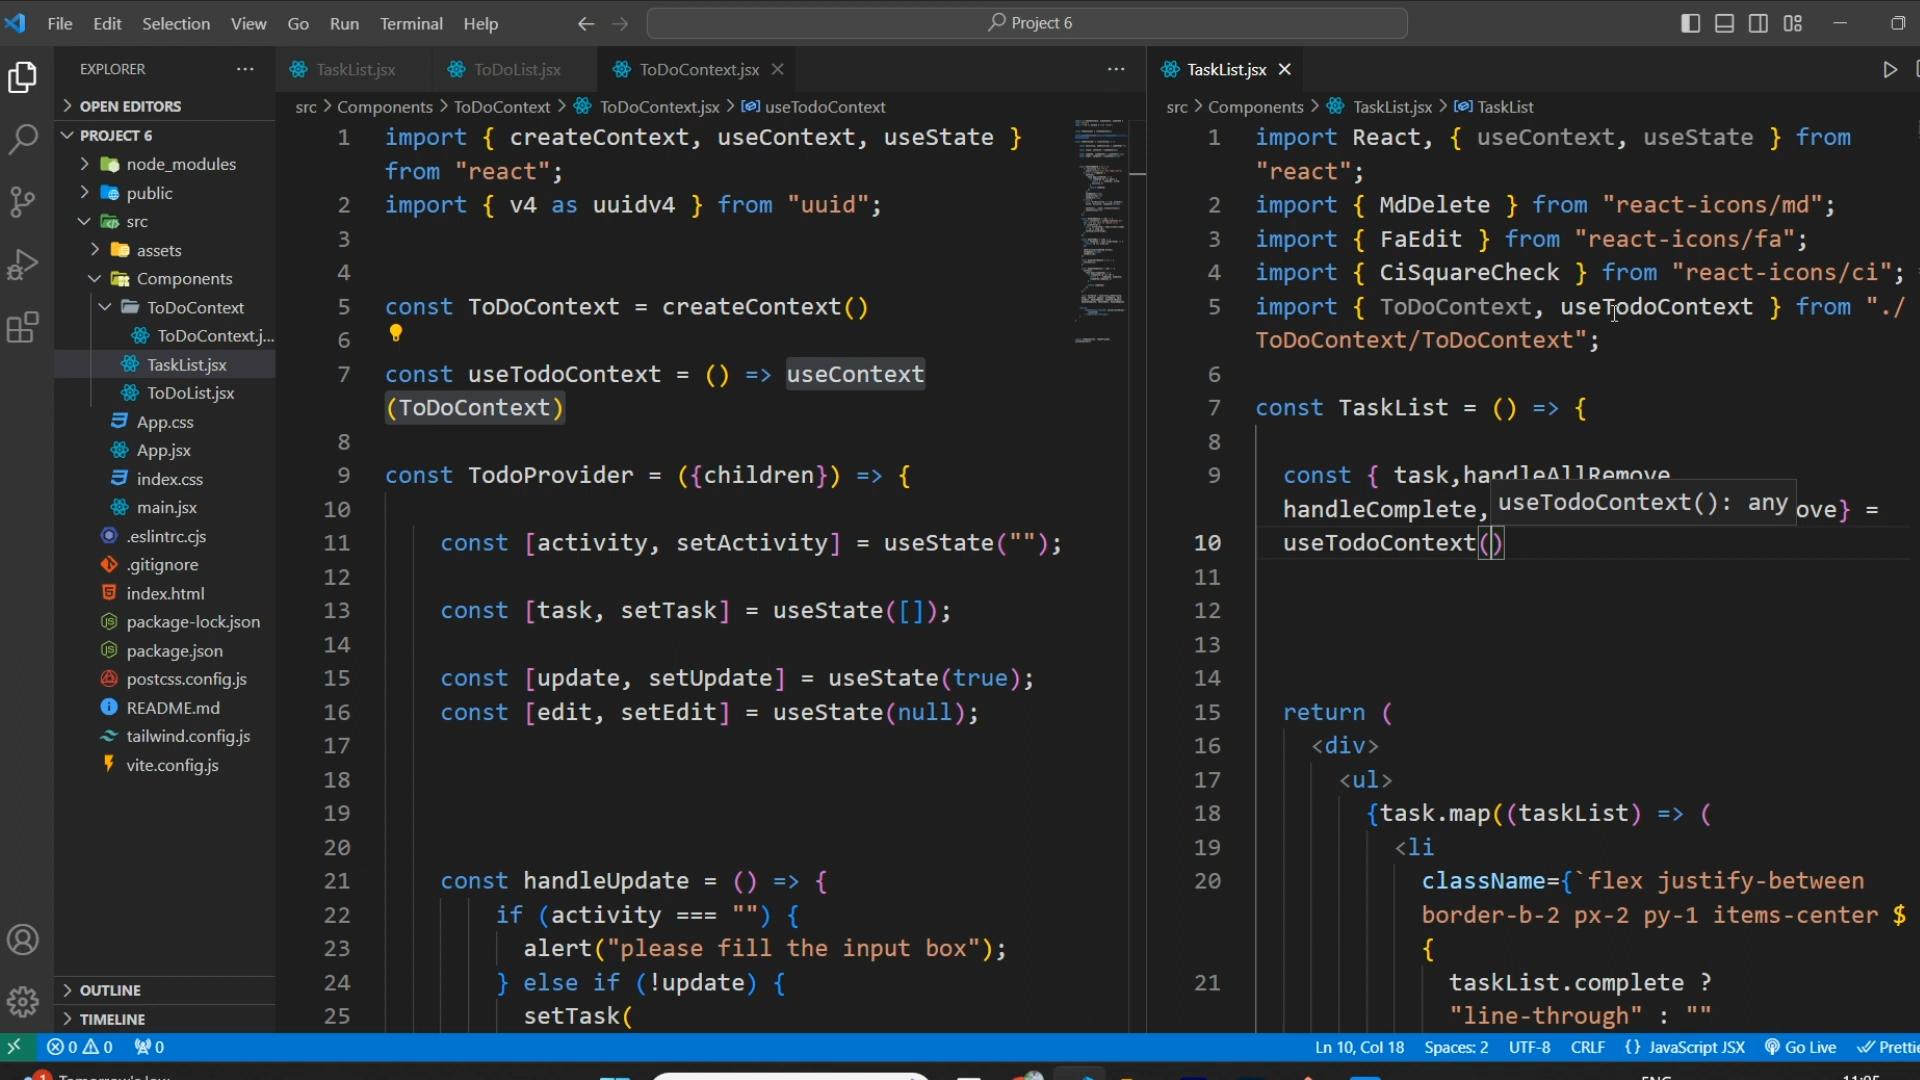 File Edit Selection View Go Run Terminal Help
Project 6
EXPLORER
OPEN EDITORS
PROJECT 6
node_modules
public
src
assets
Components
ToDoContext
ToDoContext.j...
TaskList.jsx
ToDoList.jsx
App.css
App.jsx
index.css
main.jsx
.eslintrc.cjs
.gitignore
index.html
package-lock.json
package.json
postcss.config.js
README.md
tailwind.config.js
vite.config.js
OUTLINE
TIMELINE
TaskList.jsx ToDoList.jsx ToDoContext.jsx
src > Components > ToDoContext > ToDoContext.jsx > useTodoContext
1 import { createContext, useContext, useState }
from "react";
2 import { v4 as uuidv4 } from "uuid";
3
4
5 const ToDoContext = createContext()
6
7 const useTodoContext = () => useContext
(ToDoContext)
8
9 const TodoProvider = ({children}) => {
10
11 const [activity, setActivity] = useState("");
12
13 const [task, setTask] = useState([]);
14
15 const [update, setUpdate] = useState(true);
16 const [edit, setEdit] = useState(null);
17
18
19
20
21 const handleUpdate = () => {
22 if (activity === "") {
23 alert("please fill the input box");
24 } else if (!update) {
25 setTask(
TaskList.jsx
src > Components > TaskList.jsx > TaskList
1 import React, { useContext, useState } from
"react";
2 import { MdDelete } from "react-icons/md";
3 import { FaEdit } from "react-icons/fa";
4 import { CiSquareCheck } from "react-icons/ci";
5 import { ToDoContext, useTodoContext } from "./
ToDoContext/ToDoContext";
6
7 const TaskList = () => {
8
9 const { task,handleAllRemove
handleComplete, ove} =
useTodoContext(): any
10 useTodoContext()
11
12
13
14
15 return (
16 <div>
17 <ul>
18 {task.map((taskList) => (
19 <li
20 className={`flex justify-between
border-b-2 px-2 py-1 items-center $
{
21 taskList.complete ?
"line-through" : ""
0 0 0
Ln 10, Col 18 Spaces: 2 UTF-8 CRLF {} JavaScript JSX Go Live Prettie
1